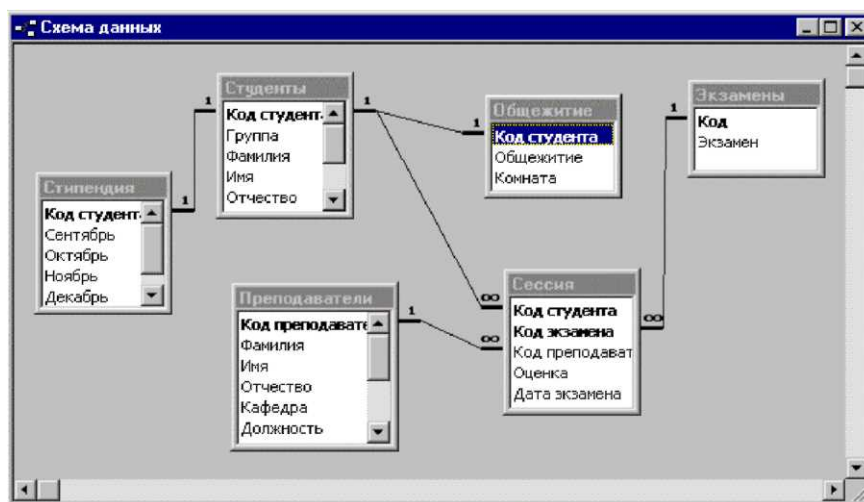 Схема данных
Студенты
Код студент
Группа
Фамилия
Имя
Отчество
Общежитие
Код студента
Общежитие
Комната
Экзамены
Код
Экзамен
Стипендия
Код студент
Сентябрь
Октябрь
Ноябрь
Декабрь
Преподаватели
Код преподавате
Фамилия
Имя
Отчество
Кафедра
Должность
Сессия
Код студента
Код экзамена
Код преподават
Оценка
Дата экзамена
1
1
1
1
1
1
∞
∞
∞